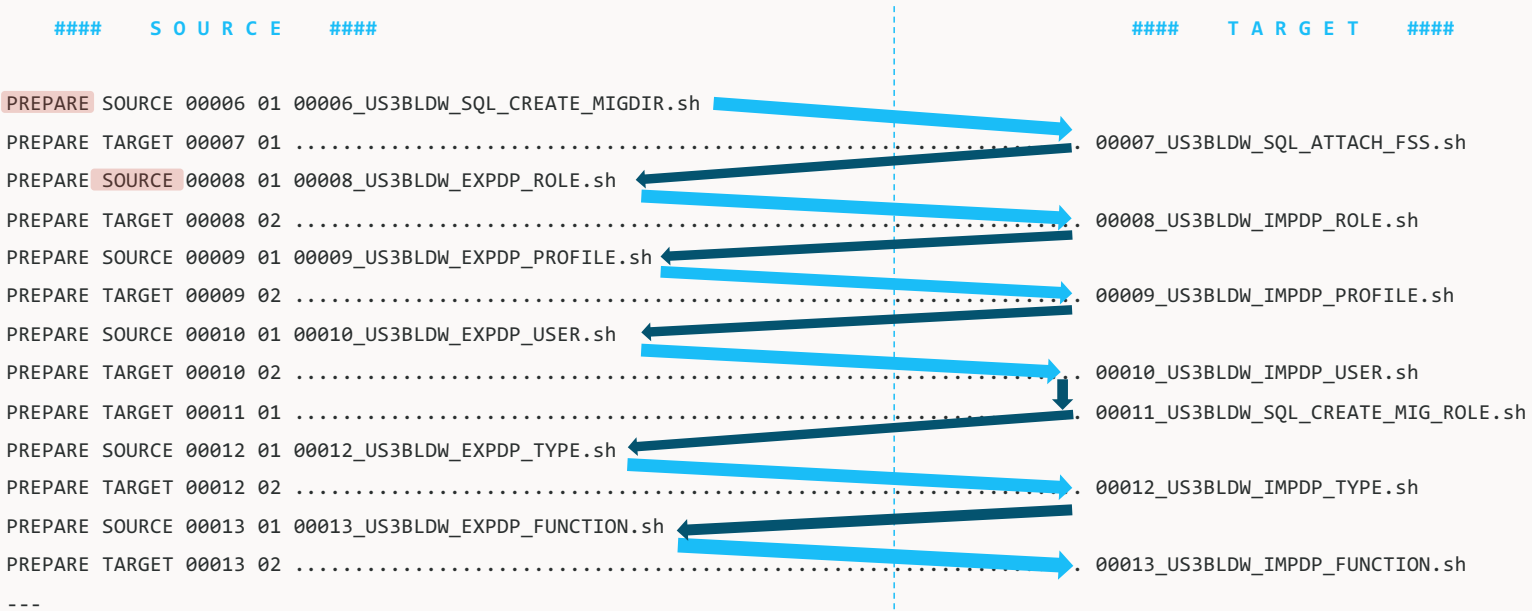 #### S O U R C E #### #### T A R G E T ####
PREPARE SOURCE 00006 01 00006_US3BLDW_SQL_CREATE_MIGDIR.sh
PREPARE TARGET 00007 01 .................................................................. 00007_US3BLDW_SQL_ATTACH_FSS.sh
PREPARE SOURCE 00008 01 00008_US3BLDW_EXPDP_ROLE.sh
PREPARE TARGET 00008 02 .................................................................. 00008_US3BLDW_IMPDP_ROLE.sh
PREPARE SOURCE 00009 01 00009_US3BLDW_EXPDP_PROFILE.sh
PREPARE TARGET 00009 02 .................................................................. 00009_US3BLDW_IMPDP_PROFILE.sh
PREPARE SOURCE 00010 01 00010_US3BLDW_EXPDP_USER.sh
PREPARE TARGET 00010 02 .................................................................. 00010_US3BLDW_IMPDP_USER.sh
PREPARE TARGET 00011 01 .................................................................. 00011_US3BLDW_SQL_CREATE_MIG_ROLE.sh
PREPARE SOURCE 00012 01 00012_US3BLDW_EXPDP_TYPE.sh
PREPARE TARGET 00012 02 .................................................................. 00012_US3BLDW_IMPDP_TYPE.sh
PREPARE SOURCE 00013 01 00013_US3BLDW_EXPDP_FUNCTION.sh
PREPARE TARGET 00013 02 .................................................................. 00013_US3BLDW_IMPDP_FUNCTION.sh
---